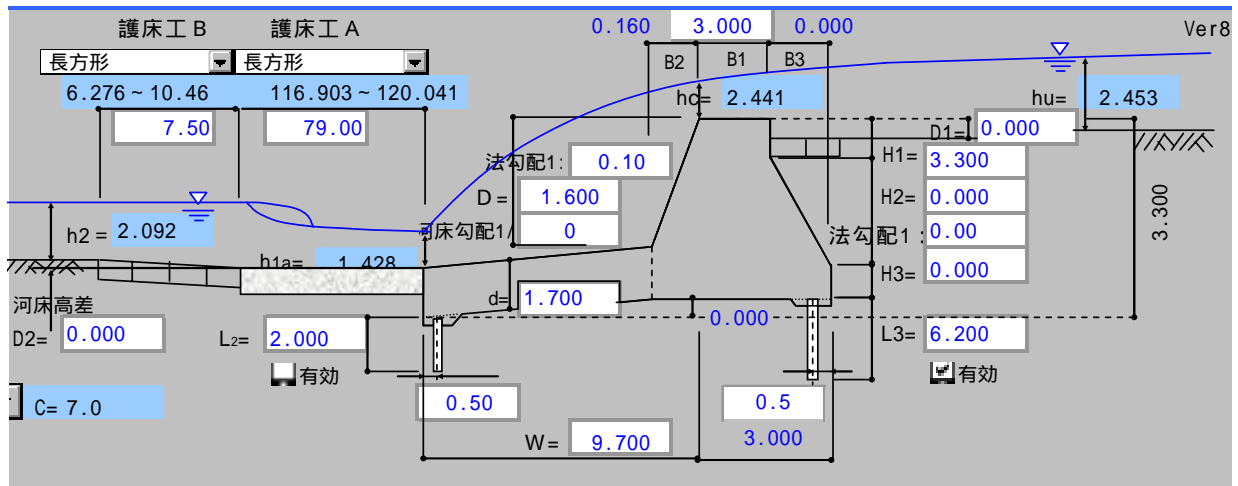 護床工 B 護床工 A 0.160 3.000 0.000 Ver8
長方形 長方形 B2 B1 B3
6.276 ~ 10.46 116.903 ~ 120.041 hc= 2.441 hu= 2.453
7.50 79.00 D1= 0.000
法勾配1: 0.10 H1= 3.300
D = 1.600 H2= 0.000
h2 = 2.092 河床勾配1/ 0 法勾配1 : 0.00 3.300
h1a= 1.428 H3= 0.000
河床高差 d= 1.700
D2= 0.000 L2= 2.000 0.000 L3= 6.200
有効 有効
C= 7.0 0.50 0.5
W = 9.700 3.000